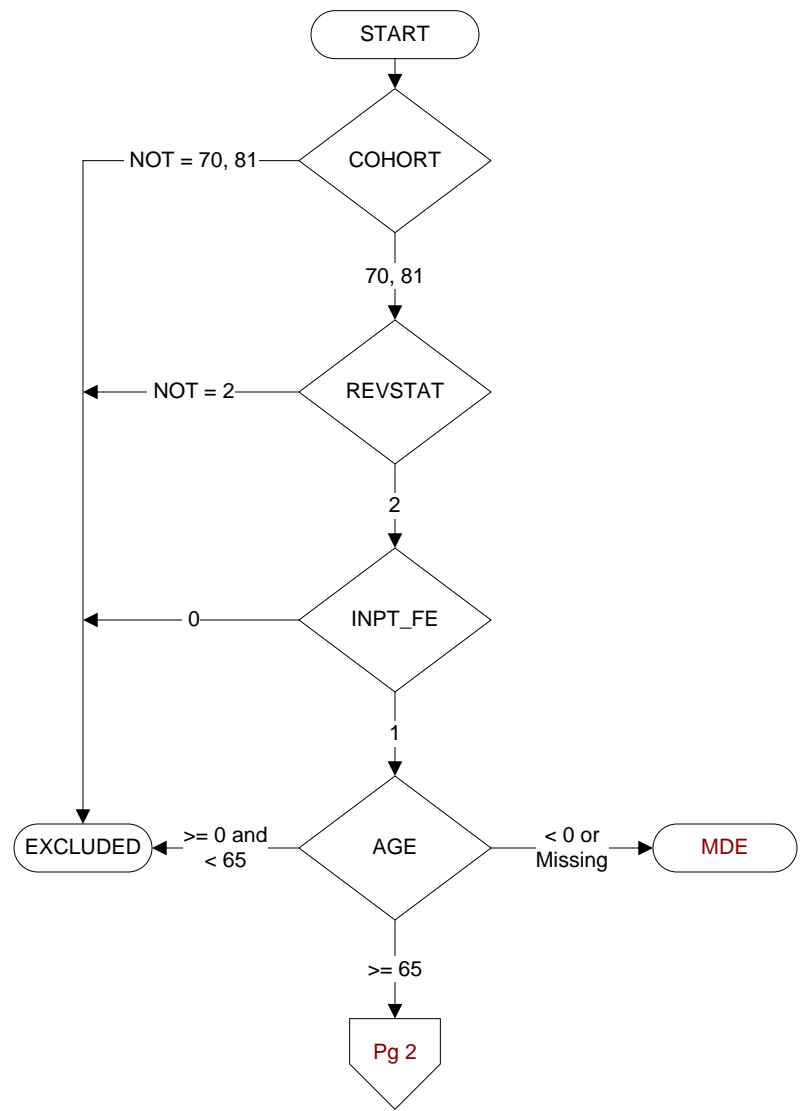 START
COHORT
NOT = 70, 81
70, 81
REVSTAT
NOT = 2
2
INPT_FE
0
1
AGE
EXCLUDED
>= 0 and
< 65
< 0 or
Missing
MDE
>= 65
Pg 2